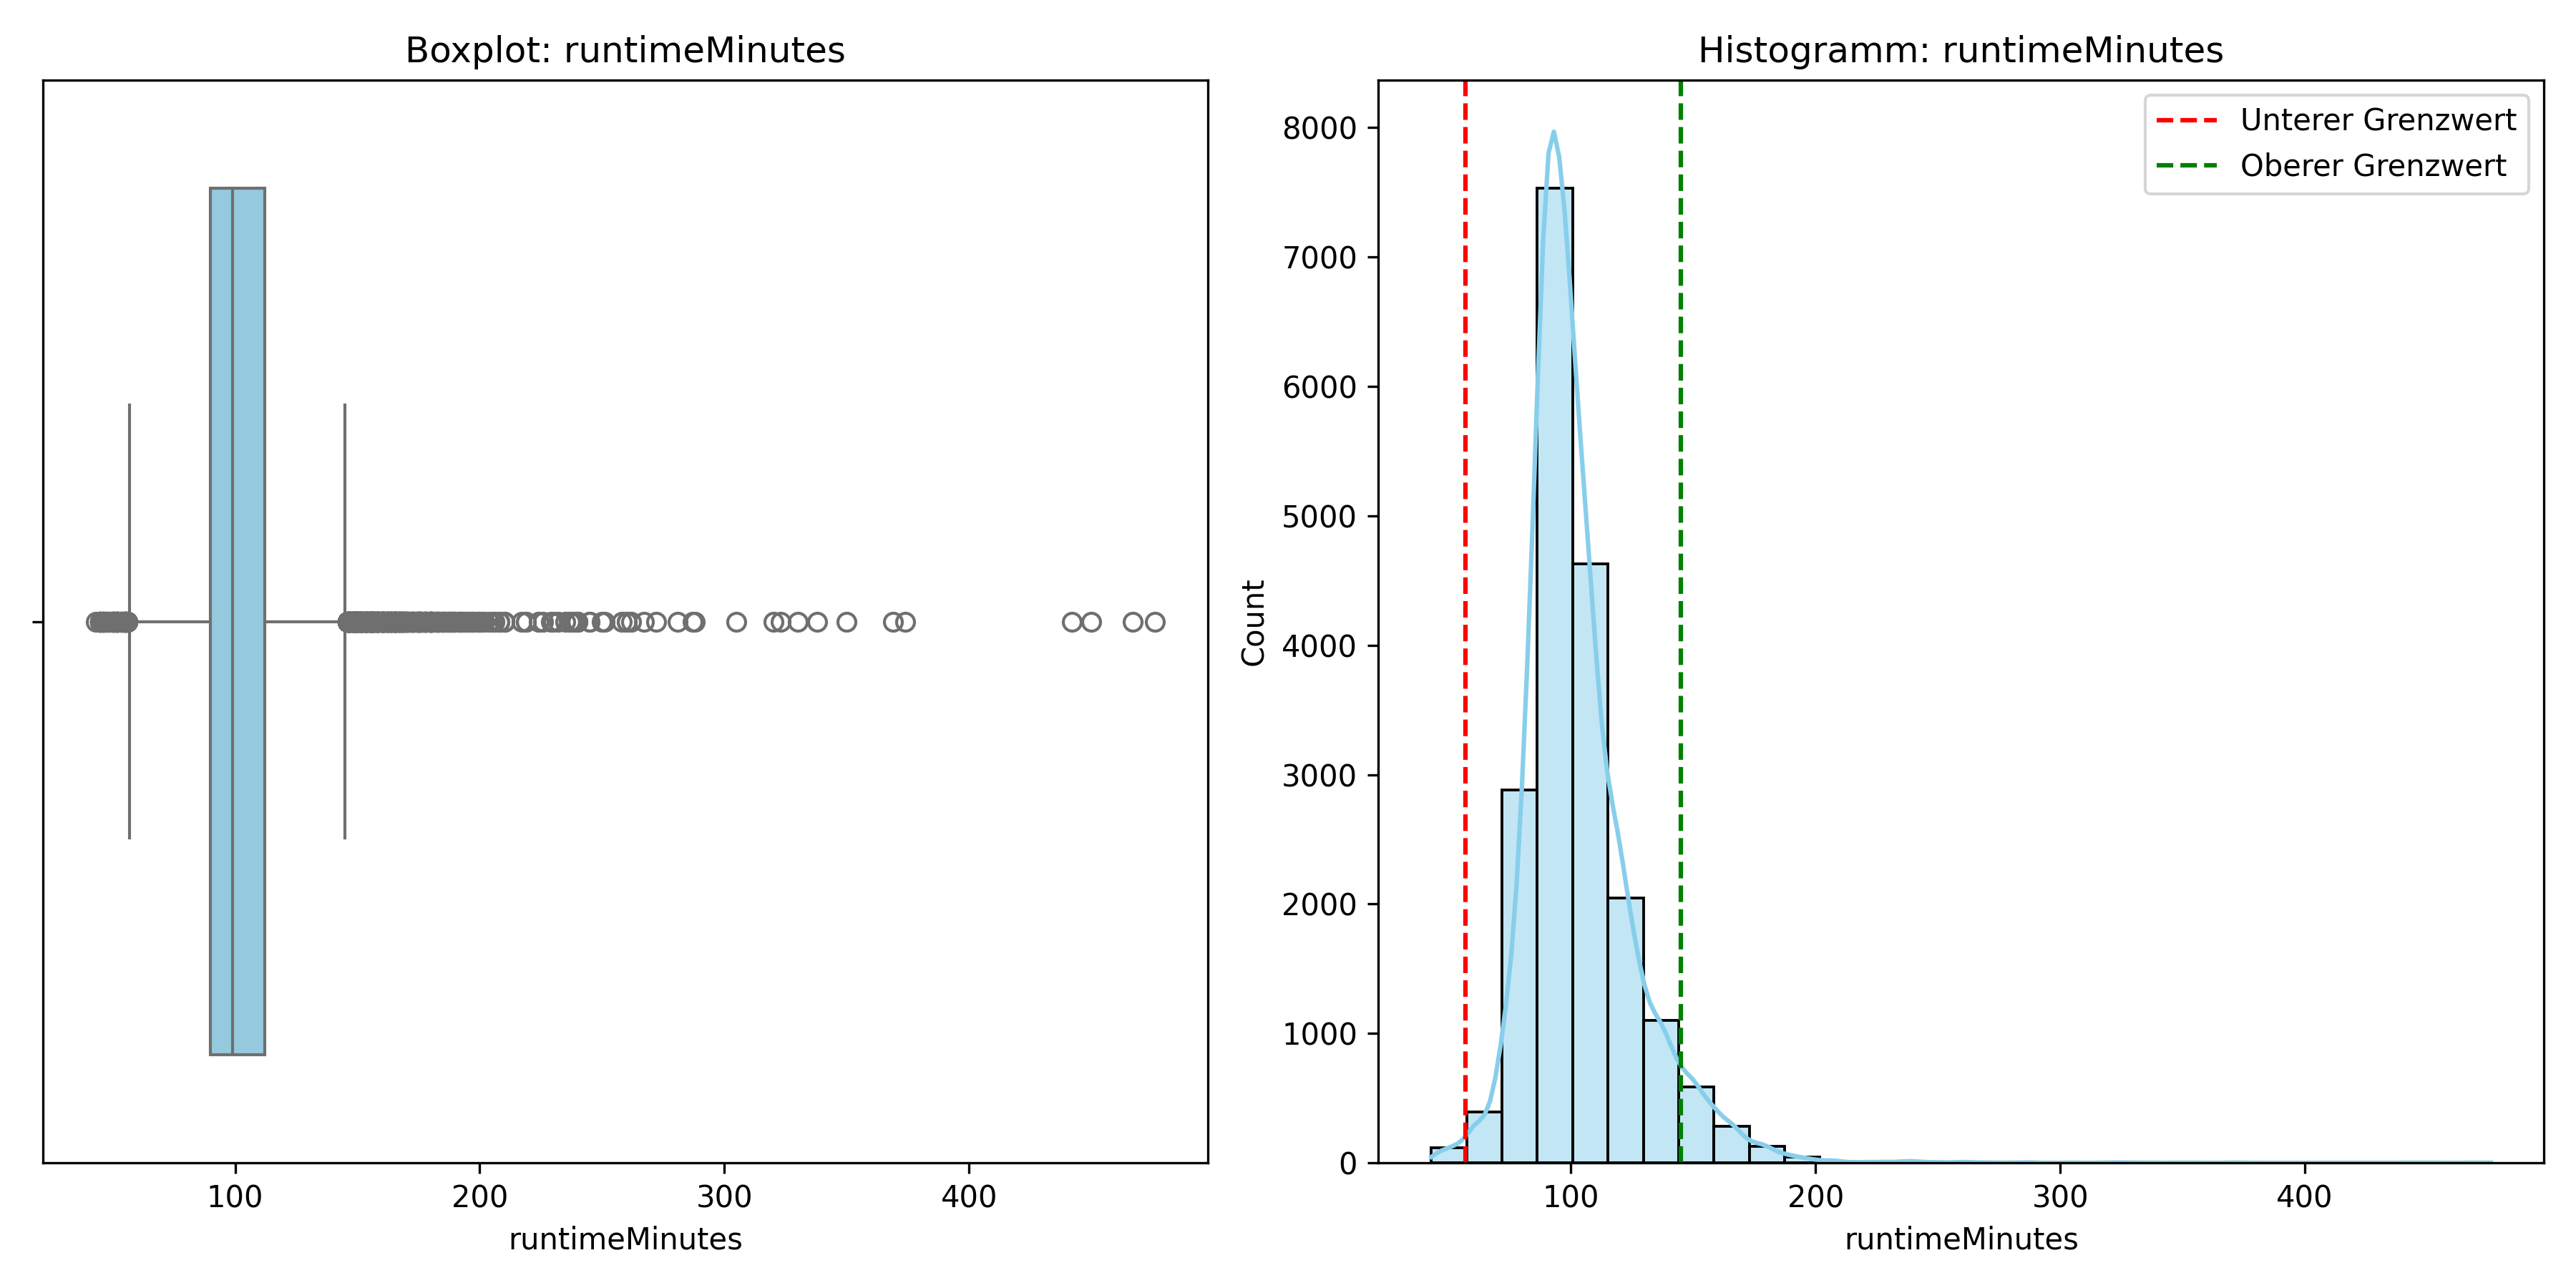 Boxplot: runtimeMinutes
100 200 300 400
runtimeMinutes
Histogramm: runtimeMinutes
Unterer Grenzwert
Oberer Grenzwert
8000
7000
6000
5000
4000
3000
2000
1000
0
Count
100 200 300 400
runtimeMinutes